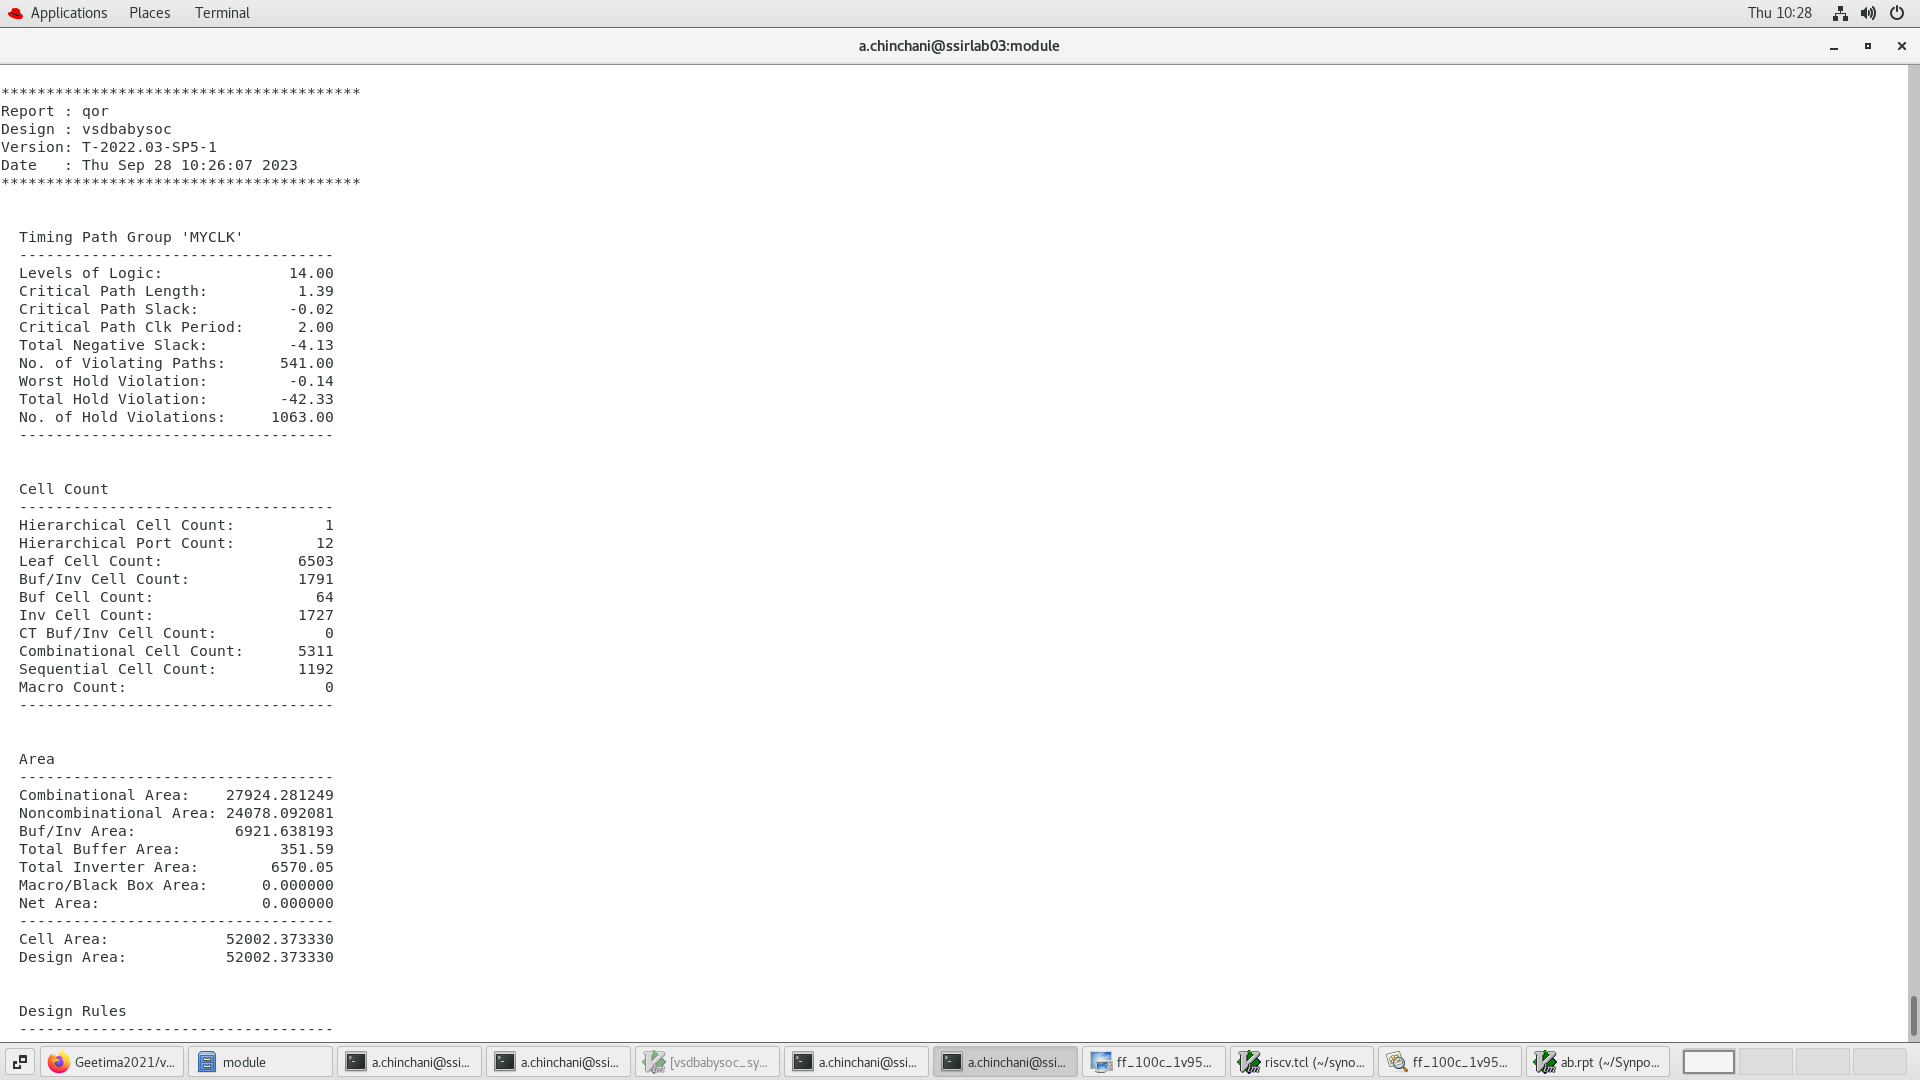 Applications Places Terminal Thu 10:28
a.chinchani@ssirlab03:module
****************************************
Report : qor
Design : vsdbabysoc
Version: T-2022.03-SP5-1
Date   : Thu Sep 28 10:26:07 2023
****************************************
Timing Path Group 'MYCLK'
-----------------------------------
Levels of Logic:              14.00
Critical Path Length:          1.39
Critical Path Slack:          -0.02
Critical Path Clk Period:      2.00
Total Negative Slack:         -4.13
No. of Violating Paths:      541.00
Worst Hold Violation:         -0.14
Total Hold Violation:        -42.33
No. of Hold Violations:     1063.00
-----------------------------------
Cell Count
-----------------------------------
Hierarchical Cell Count:          1
Hierarchical Port Count:         12
Leaf Cell Count:               6503
Buf/Inv Cell Count:            1791
Buf Cell Count:                  64
Inv Cell Count:                1727
CT Buf/Inv Cell Count:            0
Combinational Cell Count:      5311
Sequential Cell Count:         1192
Macro Count:                      0
-----------------------------------
Area
-----------------------------------
Combinational Area:    27924.281249
Noncombinational Area: 24078.092081
Buf/Inv Area:           6921.638193
Total Buffer Area:           351.59
Total Inverter Area:        6570.05
Macro/Black Box Area:      0.000000
Net Area:                  0.000000
-----------------------------------
Cell Area:             52002.373330
Design Area:           52002.373330
Design Rules
-----------------------------------
Geetima2021/v... module a.chinchani@ssi... a.chinchani@ssi... [vsdbabysoc_sy... a.chinchani@ssi... a.chinchani@ssi... ff_100c_1v95... riscv.tcl (~/syno... ff_100c_1v95... ab.rpt (~/Synpo...